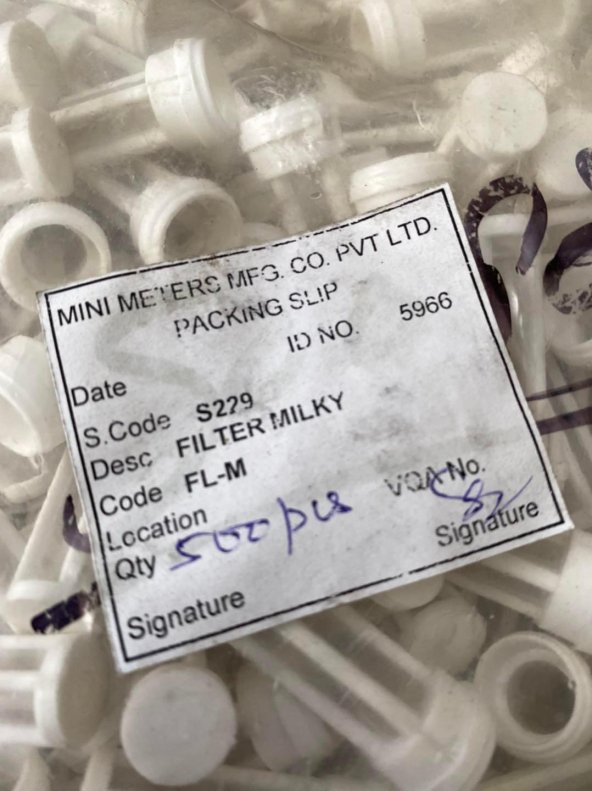 MINI METERS MFG. CO. PVT LTD.
PACKING SLIP
ID NO. 5966
Date
S.Code S229
Desc FILTER MILKY
Code FL-M
Location VQA No.
Qty 500 pcs
Signature Signature